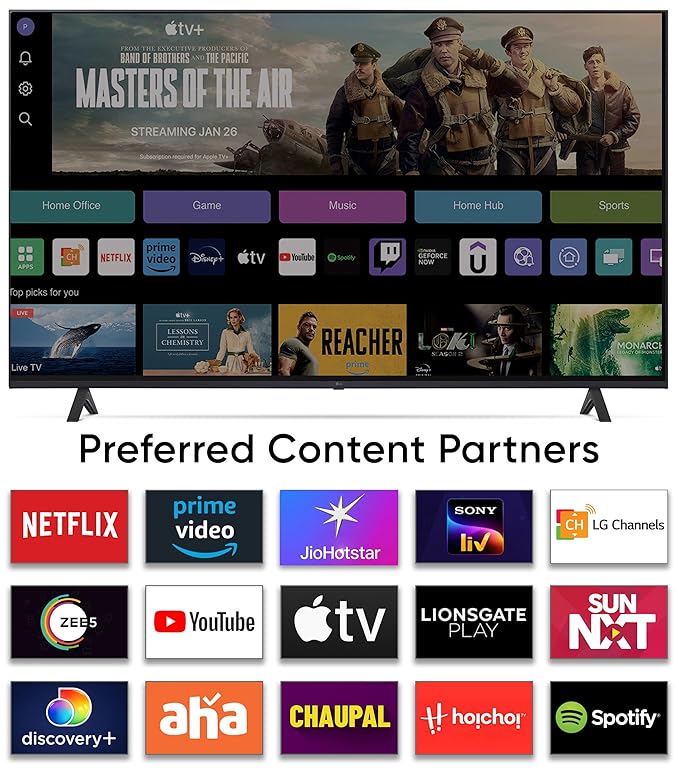 P
tv+
FROM THE EXECUTIVE PRODUCERS OF
BAND OF BROTHERS AND THE PACIFIC
MASTERS OF THE AIR
STREAMING JAN 26
Subscription required for Apple TV+
Home Office
Game
Music
Home Hub
Sports
APPS
CH
NETFLIX
prime video
Disney+
tv
YouTube
Spotify
GEFORCE NOW
Top picks for you
LIVE
Live TV
tv+
LESSONS
IN
CHEMISTRY
REACHER
prime
LOKI
SEASON 2
Disney+
MONARCH
LEGACY OF MONSTERS
LG
Preferred Content Partners
NETFLIX
prime
video
JioHotstar
SONY
liv
CH LG Channels
ZEE5
YouTube
tv
LIONSGATE
PLAY
SUN
NXT
discovery+
aha
CHAUPAL
hoichoi
Spotify